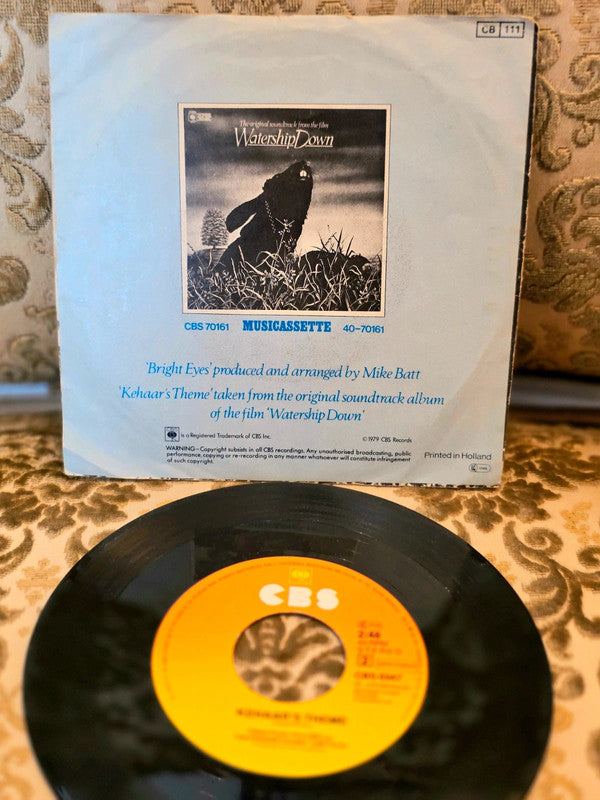 CB 111
The original soundtrack from the film
Watership Down
CBS 70161 MUSICASSETTE 40-70161
'Bright Eyes' produced and arranged by Mike Batt
'Kehaar's Theme' taken from the original soundtrack album
of the film 'Watership Down'
is a Registered Trademark of CBS Inc.
© 1979 CBS Records
WARNING - Copyright subsists in all CBS recordings. Any unauthorised broadcasting, public
performance, copying or re-recording in any manner whatsoever will constitute infringement
of such copyright.
Printed in Holland
CBS
2:44
2
KEHAAR'S THEME